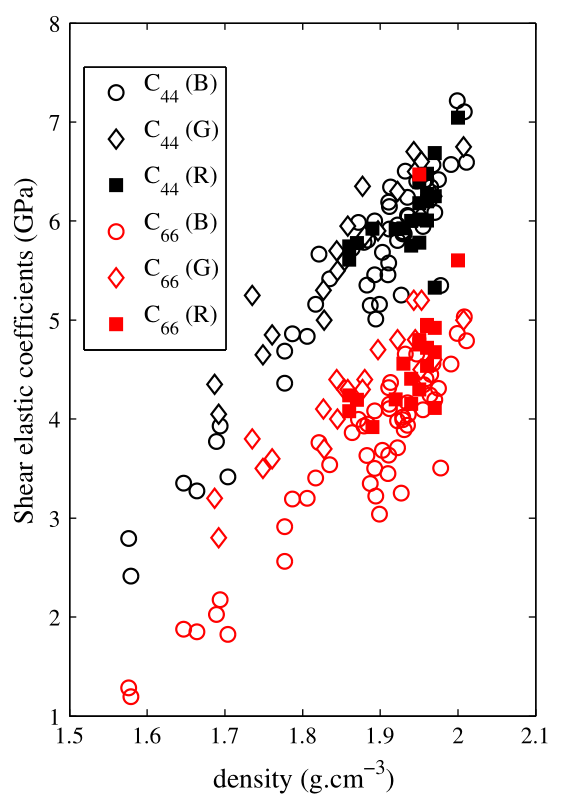 8
7
6
5
4
3
2
1
1.5 1.6 1.7 1.8 1.9 2 2.1
Shear elastic coefficients (GPa)
density (g.cm⁻³)
C₄₄ (B)
C₄₄ (G)
C₄₄ (R)
C₆₆ (B)
C₆₆ (G)
C₆₆ (R)